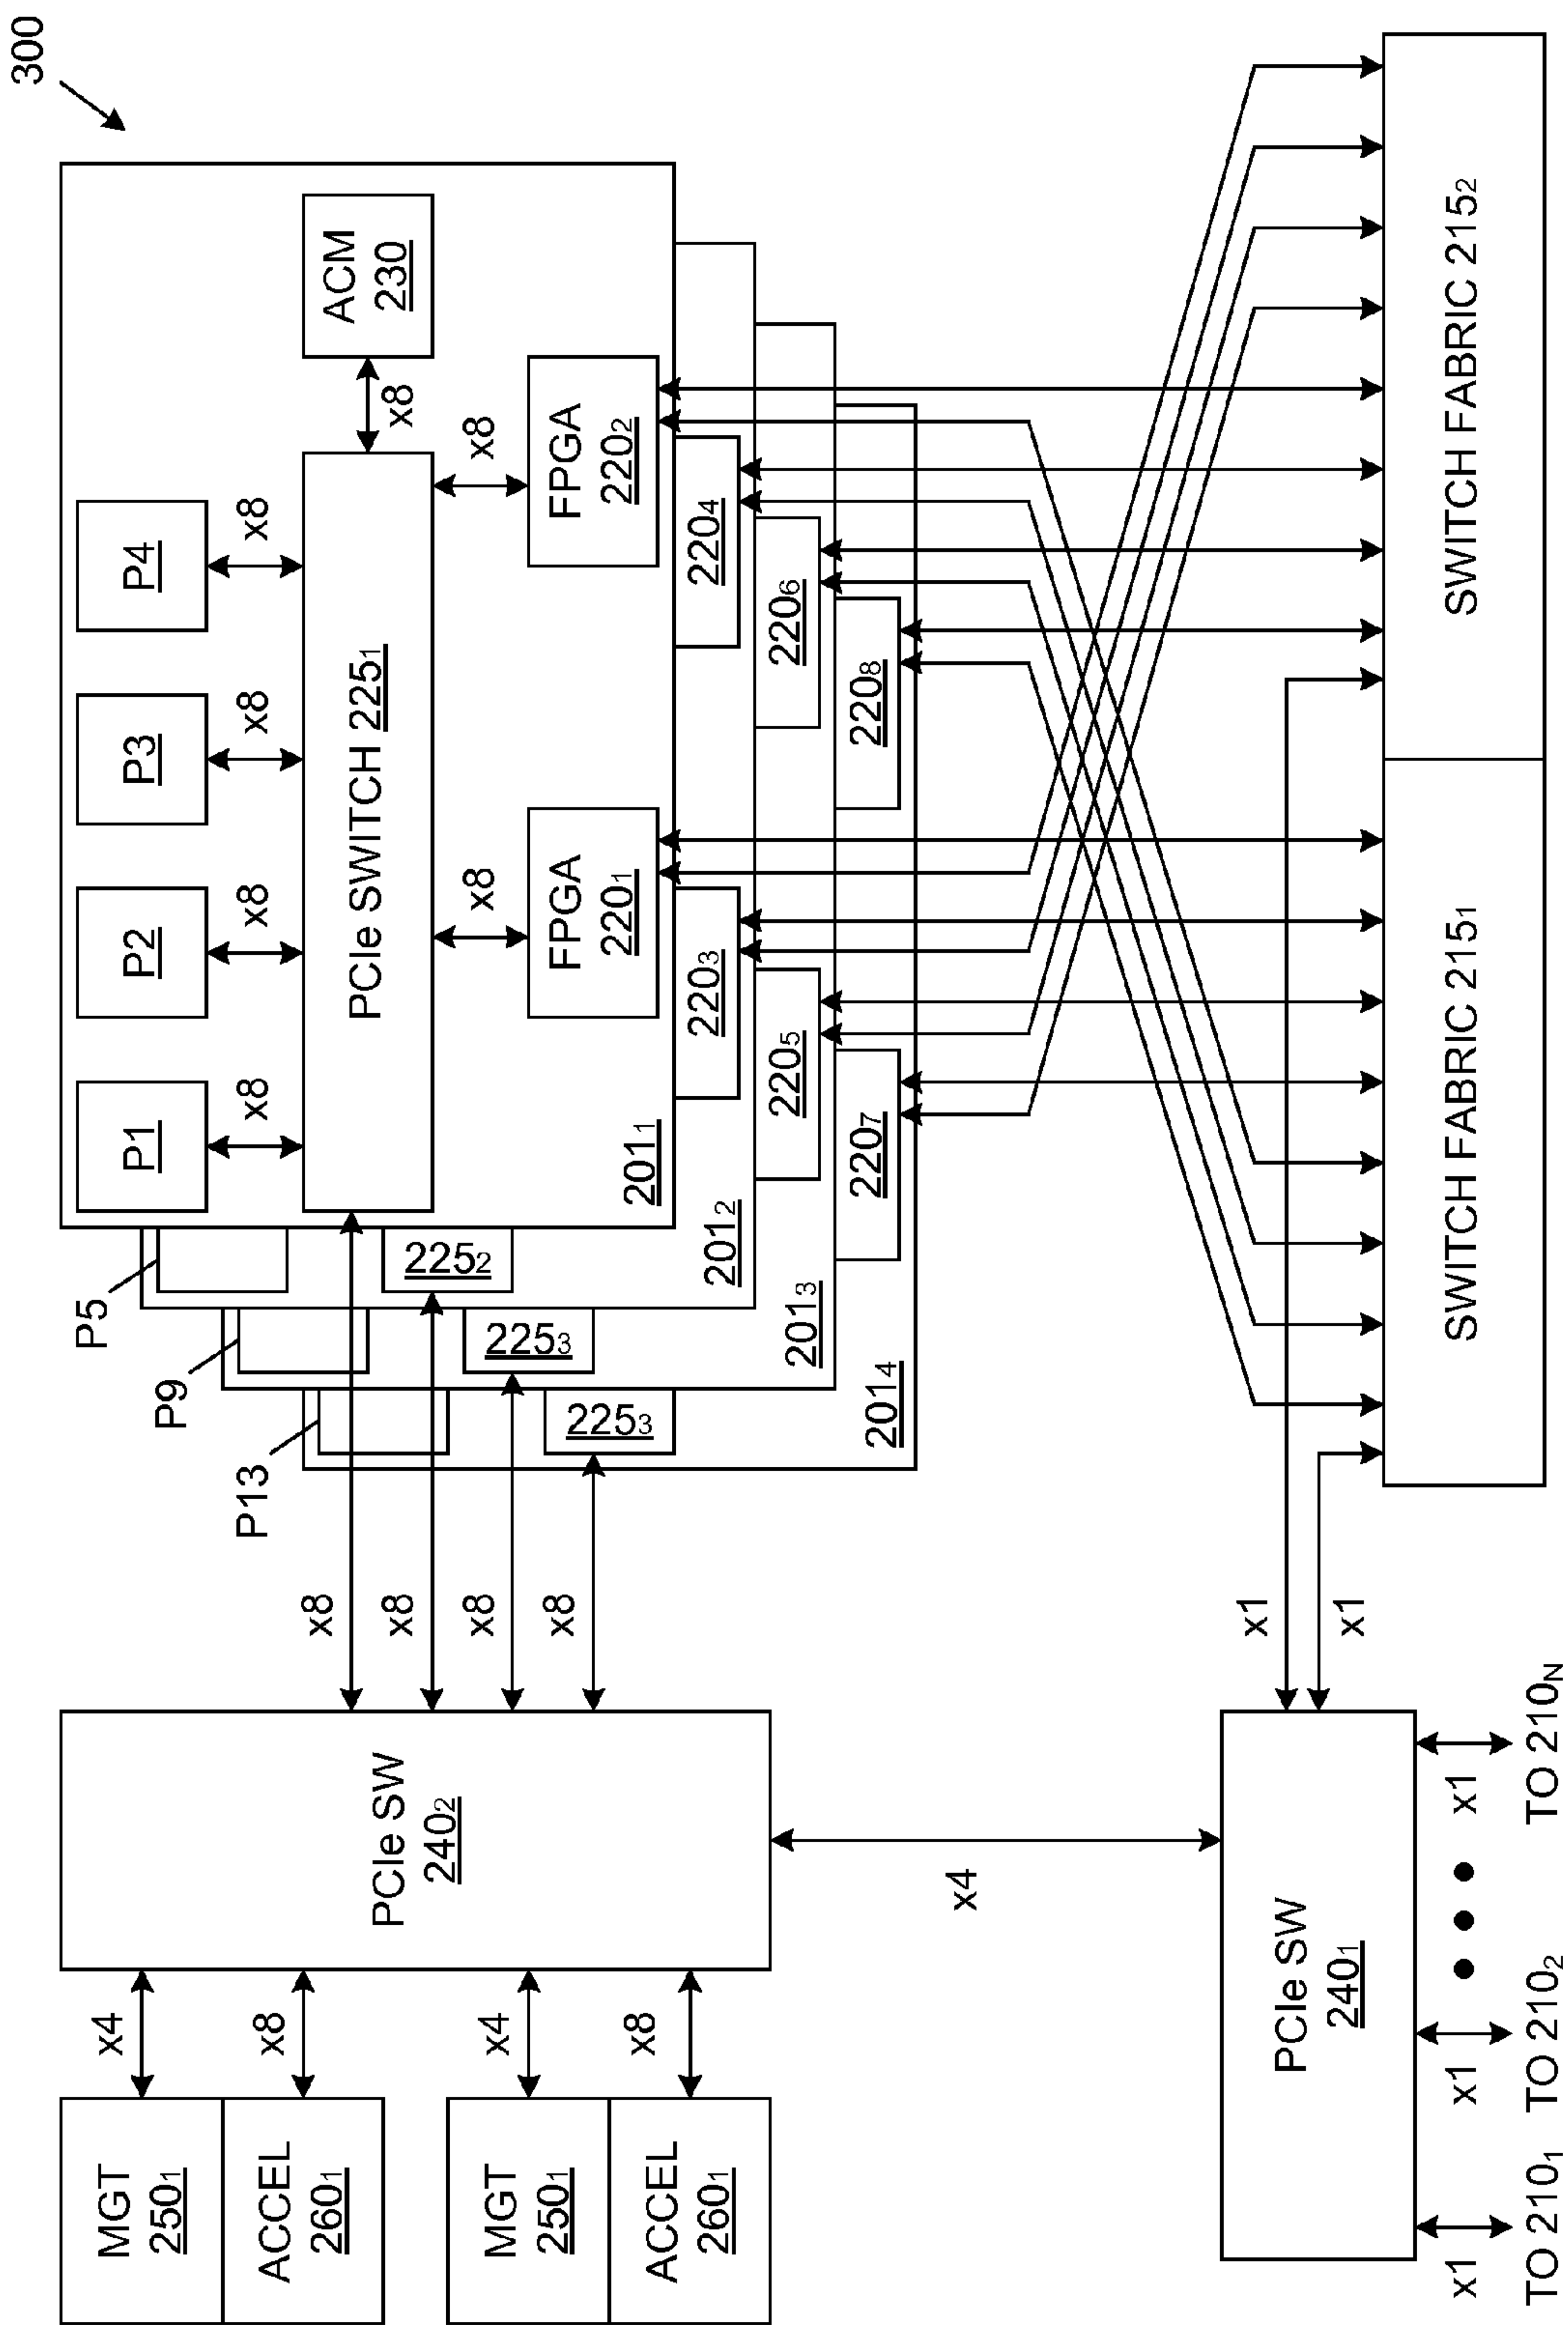 300
P1
P2
P3
P4
x8
x8
x8
x8
PCIe SWITCH 225₁
x8
ACM
230
x8
x8
FPGA
220₁
FPGA
220₂
201₁
220₃
220₄
201₂
220₅
220₆
201₃
220₇
220₈
201₄
P5
225₂
P9
225₃
P13
225₃
x8
x8
x8
x8
MGT
250₁
x4
ACCEL
260₁
x8
MGT
250₁
x4
ACCEL
260₁
x8
PCIe SW
240₂
x4
PCIe SW
240₁
x1
x1
x1
x1
x1
TO 210₁
TO 210₂
TO 210N
SWITCH FABRIC 215₁
SWITCH FABRIC 215₂